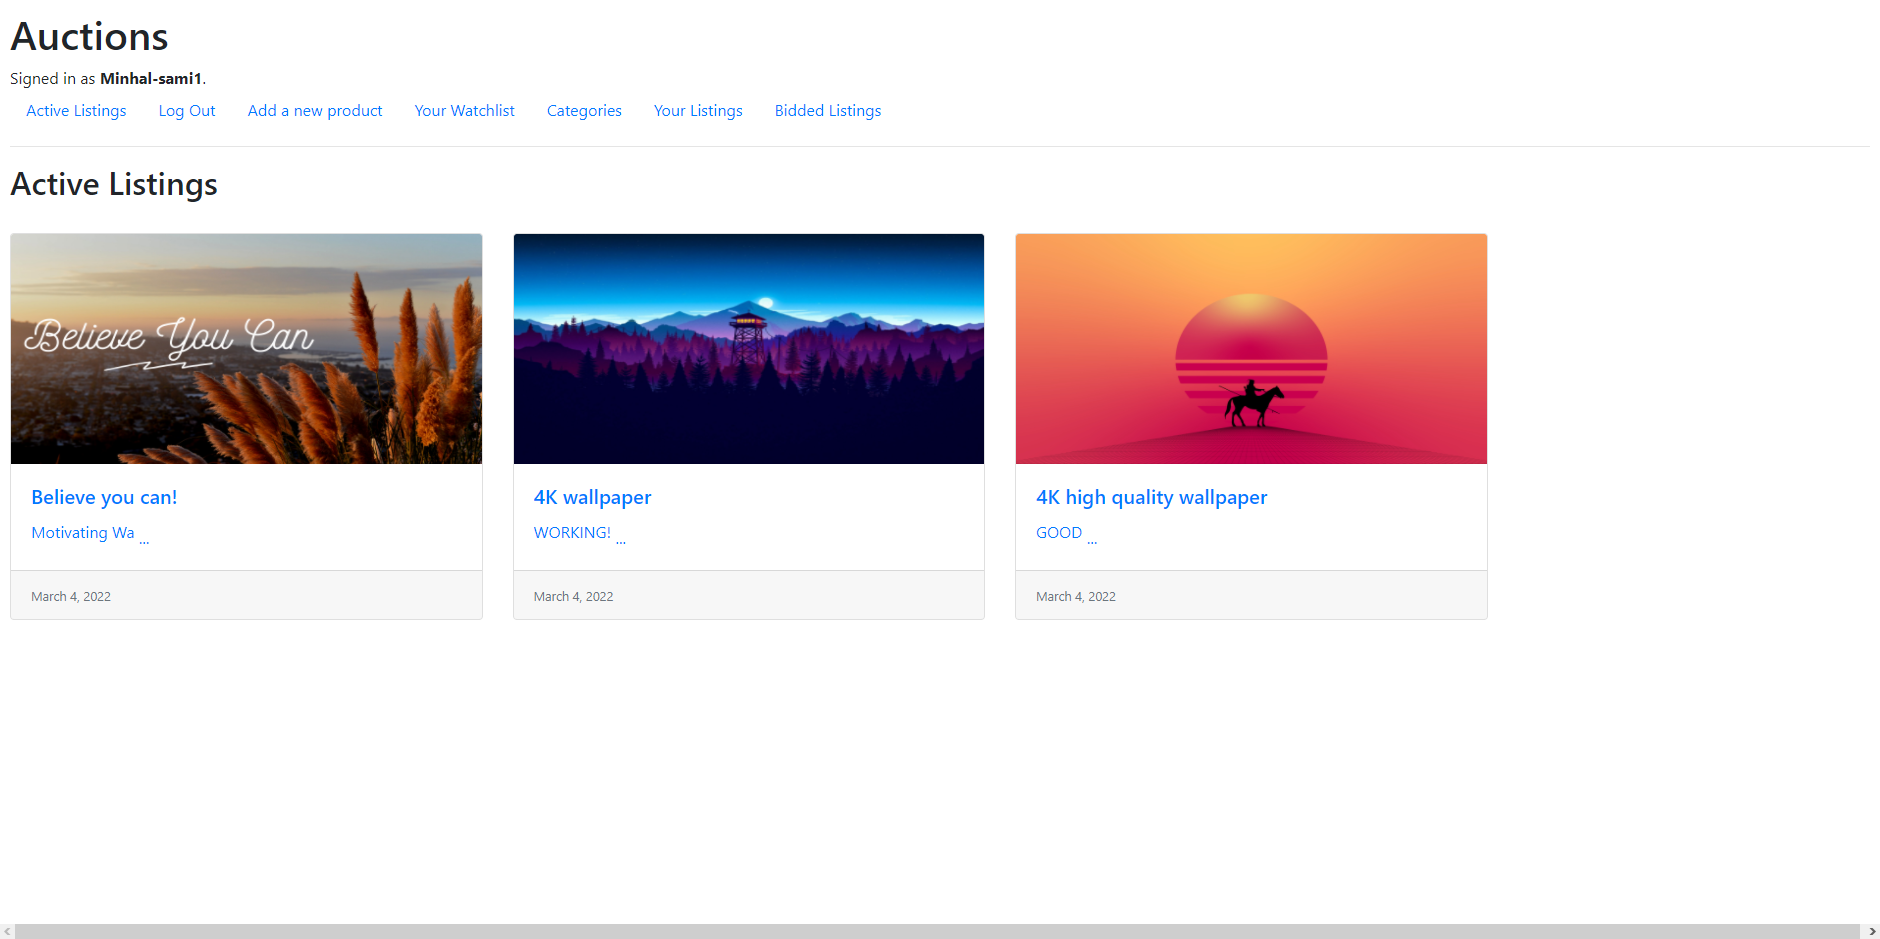 Auctions
Signed in as Minhal-sami1.
Active Listings Log Out Add a new product Your Watchlist Categories Your Listings Bidded Listings
Active Listings
Believe You Can
Believe you can!
Motivating Wa ...
March 4, 2022
4K wallpaper
WORKING! ...
March 4, 2022
4K high quality wallpaper
GOOD ...
March 4, 2022